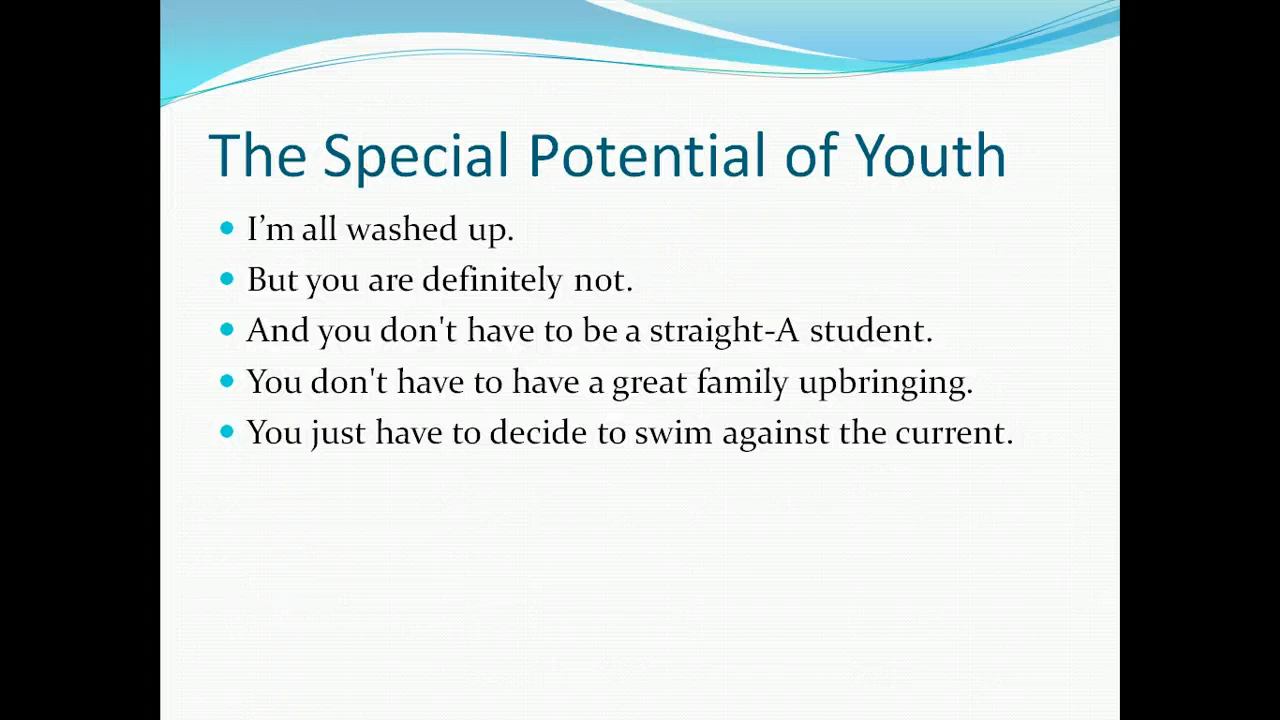 The Special Potential of Youth
I’m all washed up.
But you are definitely not.
And you don't have to be a straight-A student.
You don't have to have a great family upbringing.
You just have to decide to swim against the current.